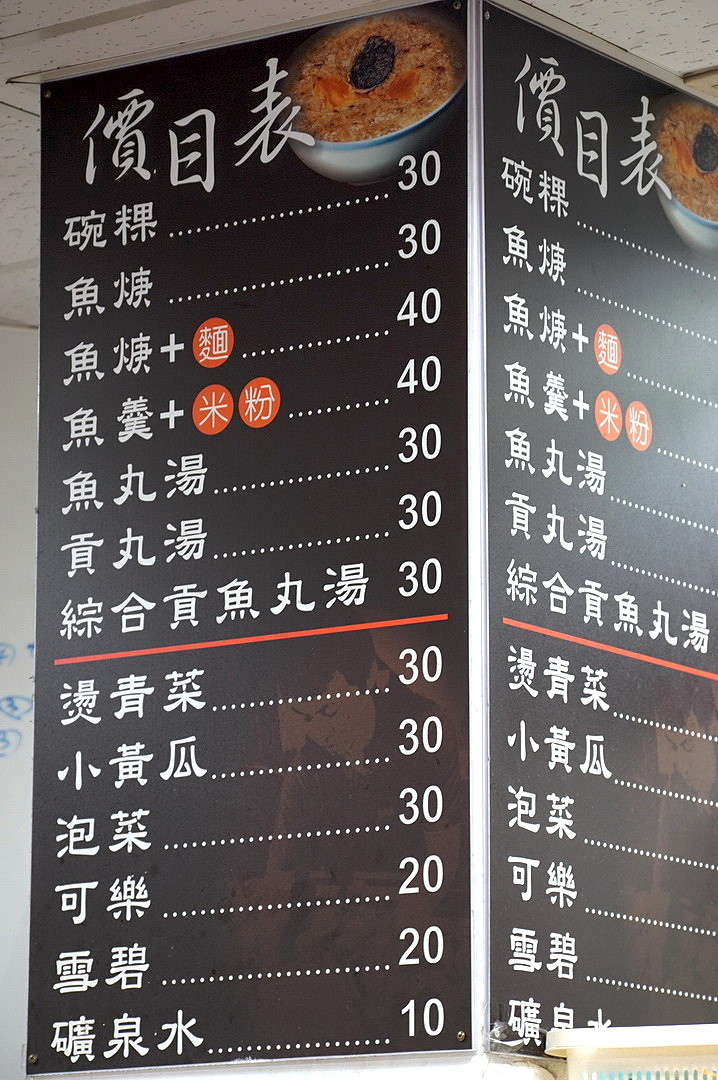 價目表
碗粿 30
魚焿 30
魚焿+麵 40
魚羹+米粉 40
魚丸湯 30
貢丸湯 30
綜合貢魚丸湯 30
燙青菜 30
小黃瓜 30
泡菜 30
可樂 20
雪碧 20
礦泉水 10
價目表
碗粿
魚焿
魚焿+麵
魚羹+米粉
魚丸湯
貢丸湯
綜合貢魚丸湯
燙青菜
小黃瓜
泡菜
可樂
雪碧
礦泉水